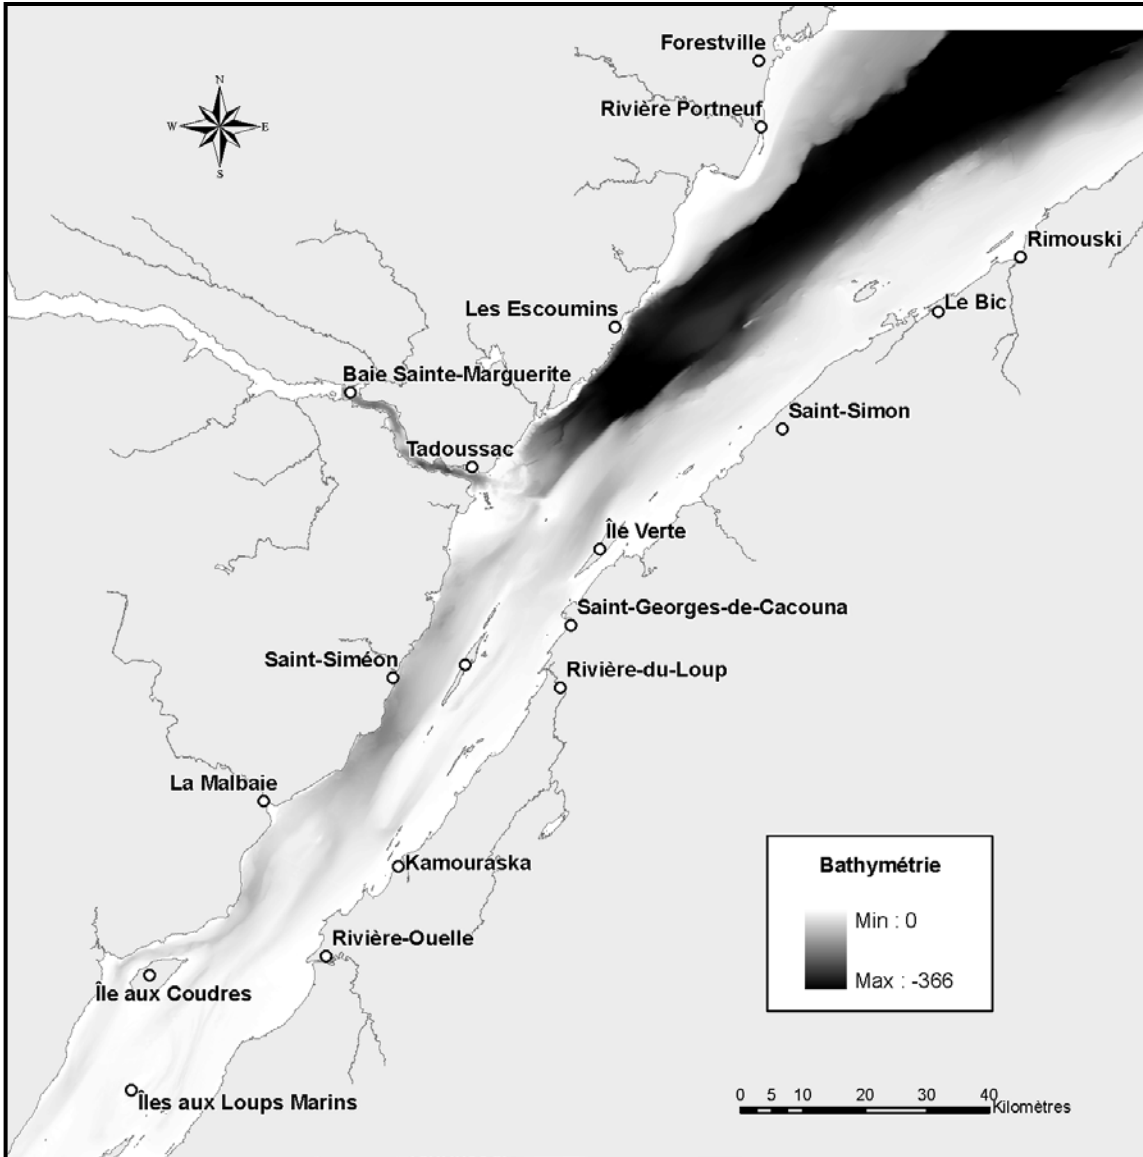 Forestville
N
Rivière Portneuf
W
E
S
Rimouski
Le Bic
Les Escoumins
Baie Sainte-Marguerite
Saint-Simon
Tadoussac
Île Verte
Saint-Georges-de-Cacouna
Saint-Siméon
Rivière-du-Loup
La Malbaie
Kamouraska
Bathymétrie
Min : 0
Max : -366
Rivière-Ouelle
Île aux Coudres
Îles aux Loups Marins
0 5 10 20 30 40
Kilomètres